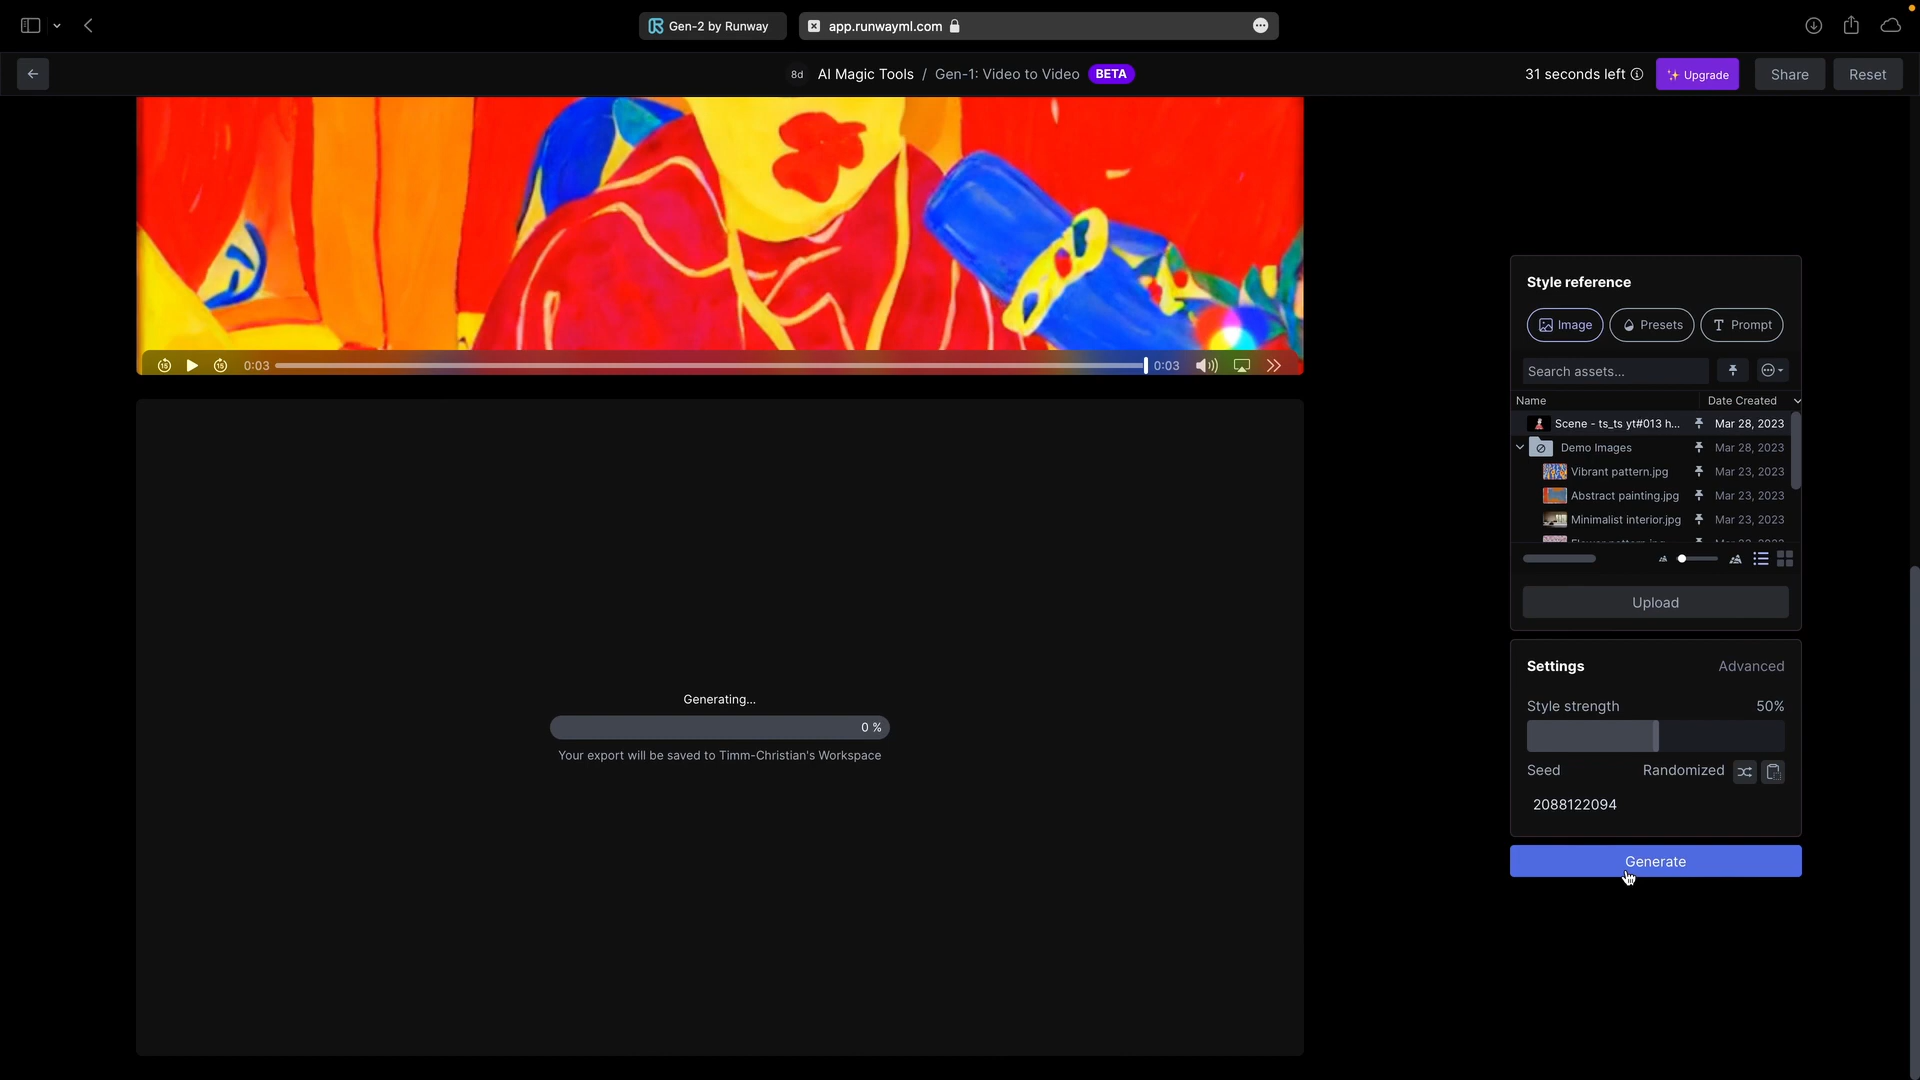 Gen-2 by Runway
app.runwayml.com
8d AI Magic Tools / Gen-1: Video to Video BETA
31 seconds left
Upgrade
Share
Reset
15
15
0:03
0:03
Style reference
Image
Presets
Prompt
Search assets...
Name Date Created
Scene - ts_ts yt#013 h... Mar 28, 2023
Demo Images Mar 28, 2023
Vibrant pattern.jpg Mar 23, 2023
Abstract painting.jpg Mar 23, 2023
Minimalist interior.jpg Mar 23, 2023
Upload
Settings Advanced
Style strength 50%
Seed Randomized
2088122094
Generate
Generating...
0 %
Your export will be saved to Timm-Christian's Workspace